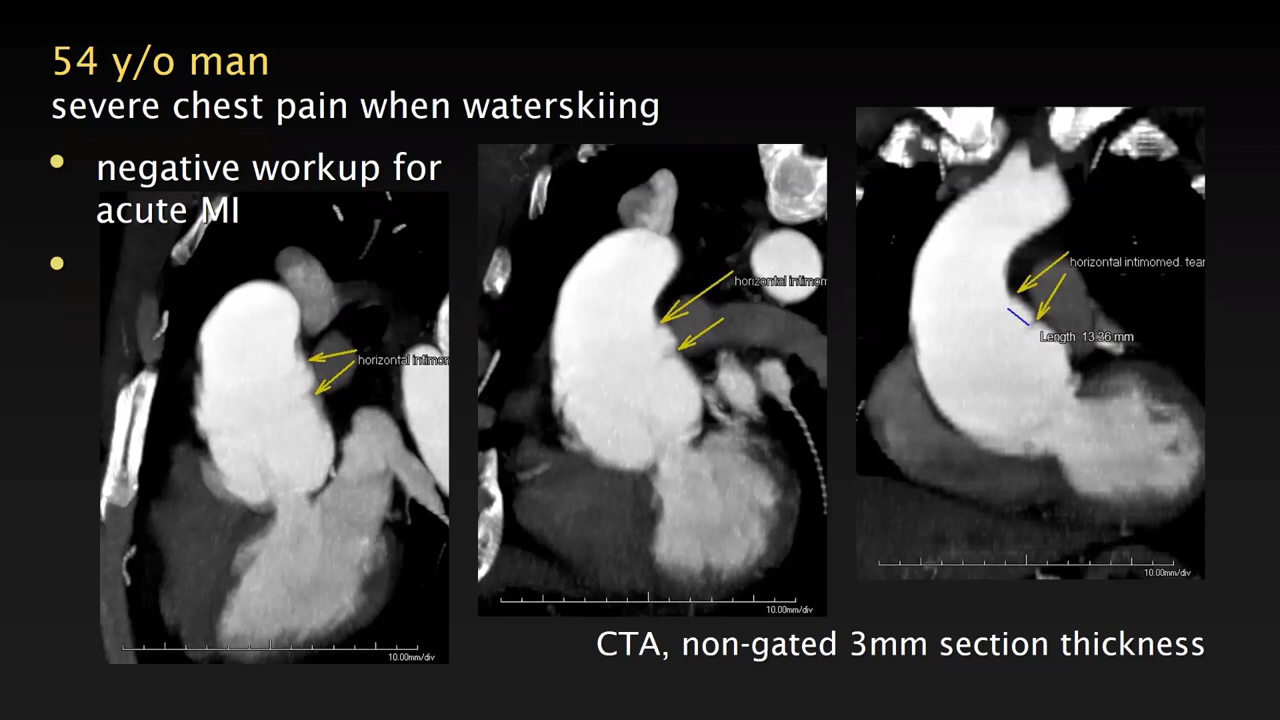 54 y/o man
severe chest pain when waterskiing
• negative workup for
acute MI
•
horizontal intimom
10.00mm/div
horizontal intimom
10.00mm/div
horizontal intimomed. tear
Length: 13.36 mm
10.00mm/div
CTA, non-gated 3mm section thickness